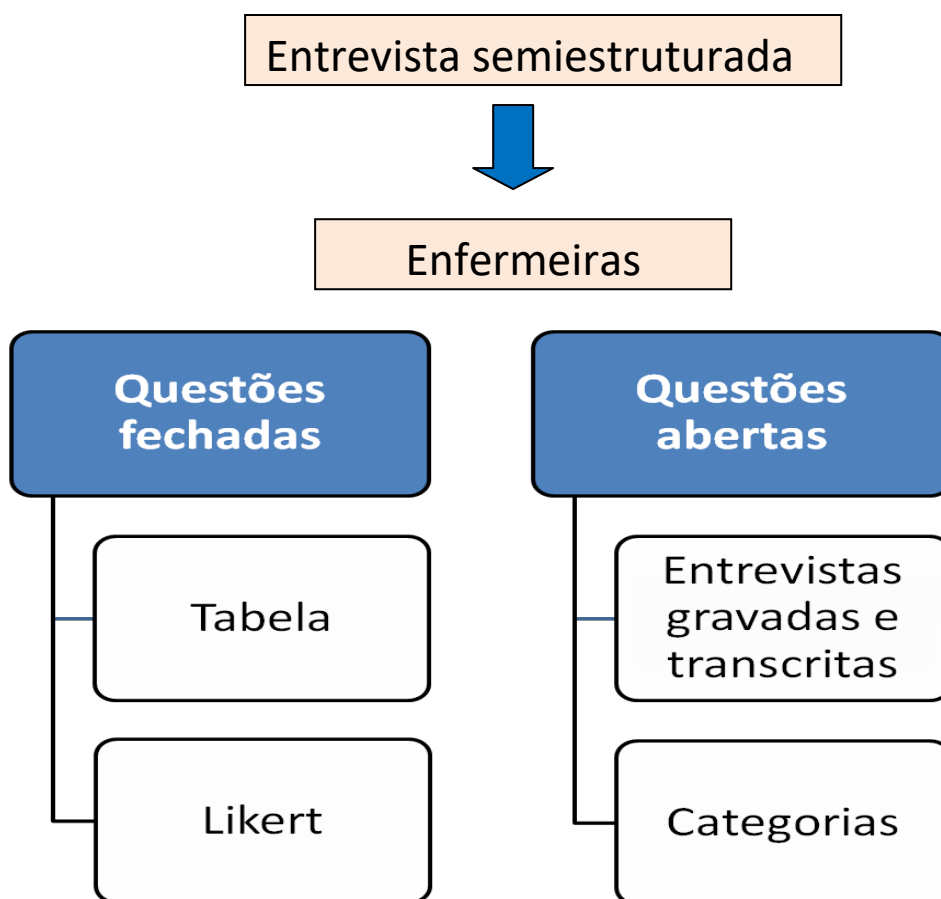 Entrevista semiestruturada
Enfermeiras
Questões
fechadas
Tabela
Likert
Questões
abertas
Entrevistas
gravadas e
transcritas
Categorias